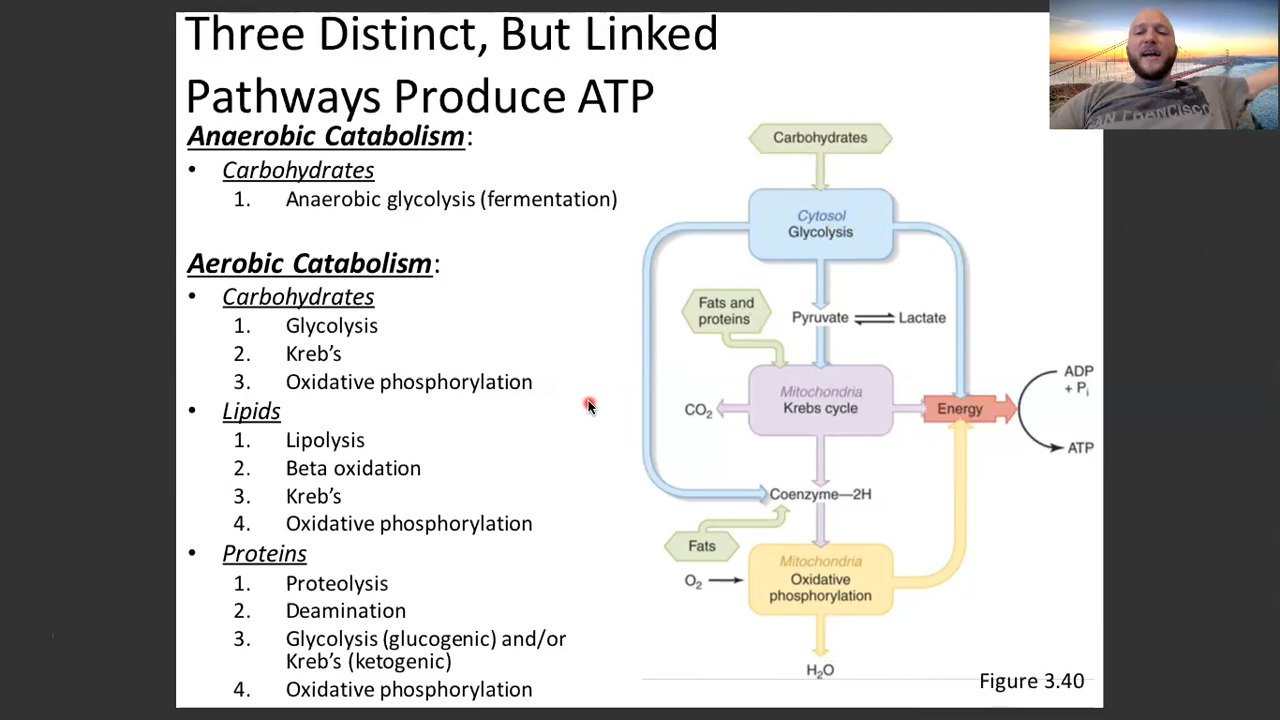 Three Distinct, But Linked
Pathways Produce ATP
Anaerobic Catabolism:
• Carbohydrates
1. Anaerobic glycolysis (fermentation)
Aerobic Catabolism:
• Carbohydrates
1. Glycolysis
2. Kreb's
3. Oxidative phosphorylation
• Lipids
1. Lipolysis
2. Beta oxidation
3. Kreb's
4. Oxidative phosphorylation
• Proteins
1. Proteolysis
2. Deamination
3. Glycolysis (glucogenic) and/or
Kreb's (ketogenic)
4. Oxidative phosphorylation
Carbohydrates
Cytosol
Glycolysis
Fats and
proteins
Pyruvate
Lactate
Mitochondria
Krebs cycle
CO₂
Energy
ADP
+ Pᵢ
ATP
Coenzyme—2H
Fats
O₂
Mitochondria
Oxidative
phosphorylation
H₂O
Figure 3.40